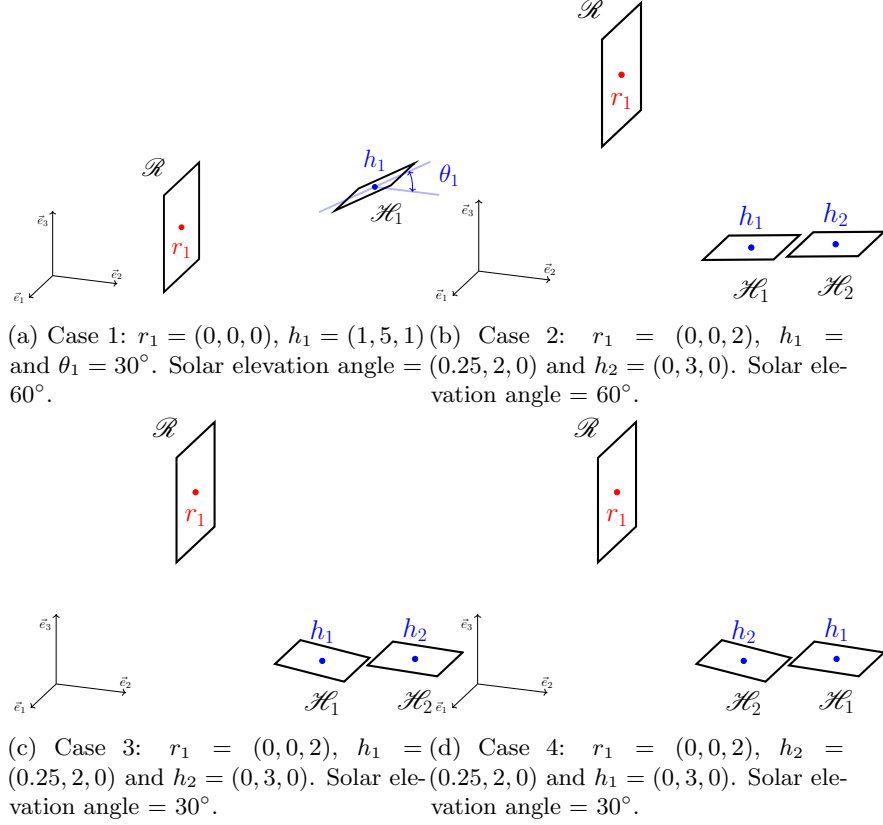 ℛ
r₁
h₁
θ₁
ℋ₁
e⃗₃
e⃗₂
e⃗₁
(a) Case 1: r₁ = (0, 0, 0), h₁ = (1, 5, 1)
and θ₁ = 30°. Solar elevation angle =
60°.
ℛ
r₁
h₁
h₂
ℋ₁
ℋ₂
e⃗₃
e⃗₂
e⃗₁
(b) Case 2: r₁ = (0, 0, 2), h₁ =
(0.25, 2, 0) and h₂ = (0, 3, 0). Solar ele-
vation angle = 60°.
ℛ
r₁
h₁
h₂
ℋ₁
ℋ₂
e⃗₃
e⃗₂
e⃗₁
(c) Case 3: r₁ = (0, 0, 2), h₁ =
(0.25, 2, 0) and h₂ = (0, 3, 0). Solar ele-
vation angle = 30°.
ℛ
r₁
h₂
h₁
ℋ₂
ℋ₁
e⃗₃
e⃗₂
e⃗₁
(d) Case 4: r₁ = (0, 0, 2), h₂ =
(0.25, 2, 0) and h₁ = (0, 3, 0). Solar ele-
vation angle = 30°.